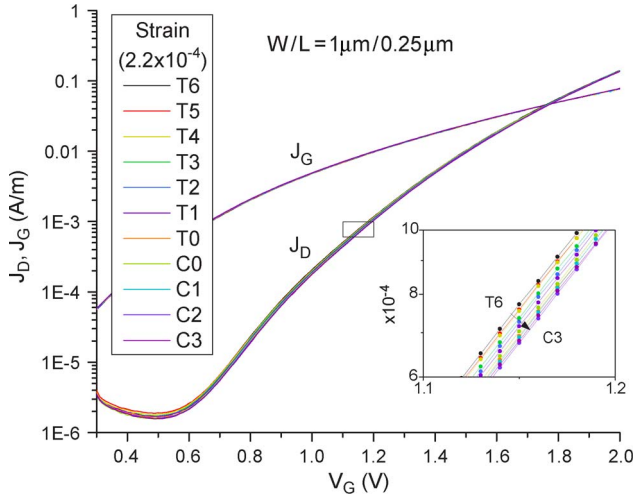 Strain
(2.2x10⁻⁴)
T6
T5
T4
T3
T2
T1
T0
C0
C1
C2
C3
W/L=1μm/0.25μm
J_G
J_D
J_D, J_G (A/m)
1
0.1
0.01
1E-3
1E-4
1E-5
1E-6
0.4
0.6
0.8
1.0
1.2
1.4
1.6
1.8
2.0
V_G (V)
x10⁻⁴
10
8
6
T6
C3
1.1
1.2